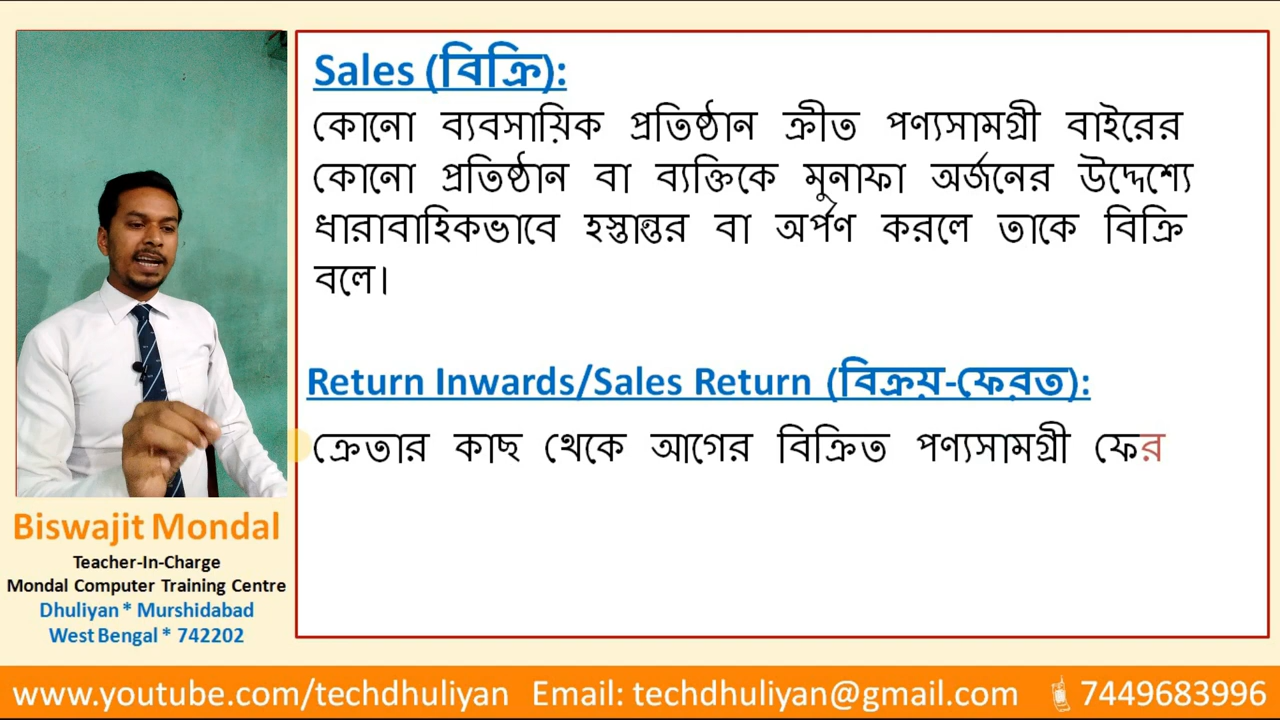 Sales (বিক্রি):
কোনো ব্যবসায়িক প্রতিষ্ঠান ক্রীত পণ্যসামগ্রী বাইরের
কোনো প্রতিষ্ঠান বা ব্যক্তিকে মুনাফা অর্জনের উদ্দেশ্যে
ধারাবাহিকভাবে হস্তান্তর বা অর্পণ করলে তাকে বিক্রি
বলে।
Return Inwards/Sales Return (বিক্রয়-ফেরত):
ক্রেতার কাছ থেকে আগের বিক্রিত পণ্যসামগ্রী ফের
Biswajit Mondal
Teacher-In-Charge
Mondal Computer Training Centre
Dhuliyan * Murshidabad
West Bengal * 742202
www.youtube.com/techdhuliyan Email: techdhuliyan@gmail.com 7449683996